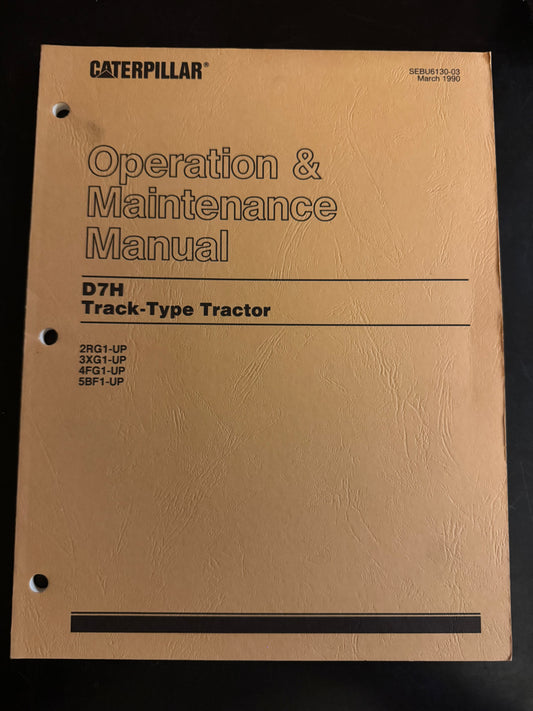 CATERPILLAR®
SEBU6130-03
March 1990
Operation &
Maintenance
Manual
D7H
Track-Type Tractor
2RG1-UP
3XG1-UP
4FG1-UP
5BF1-UP